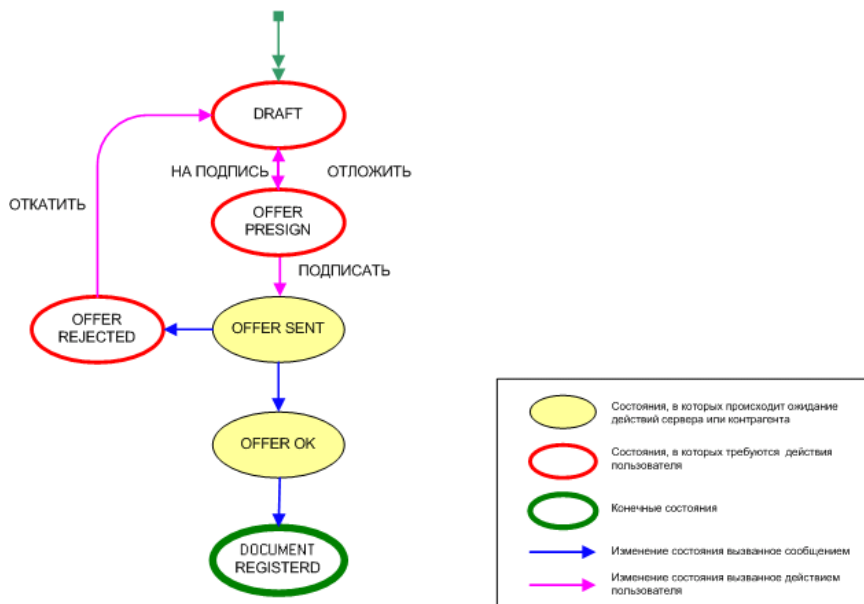 DRAFT
НА ПОДПИСЬ
ОТЛОЖИТЬ
ОТКАТИТЬ
OFFER
PRESIGN
ПОДПИСАТЬ
OFFER
REJECTED
OFFER SENT
OFFER OK
DOCUMENT
REGISTERD
Состояния, в которых происходит ожидание
действий сервера или контрагента
Состояния, в которых требуются действия
пользователя
Конечные состояния
Изменение состояния вызванное сообщением
Изменение состояния вызванное действием
пользователя